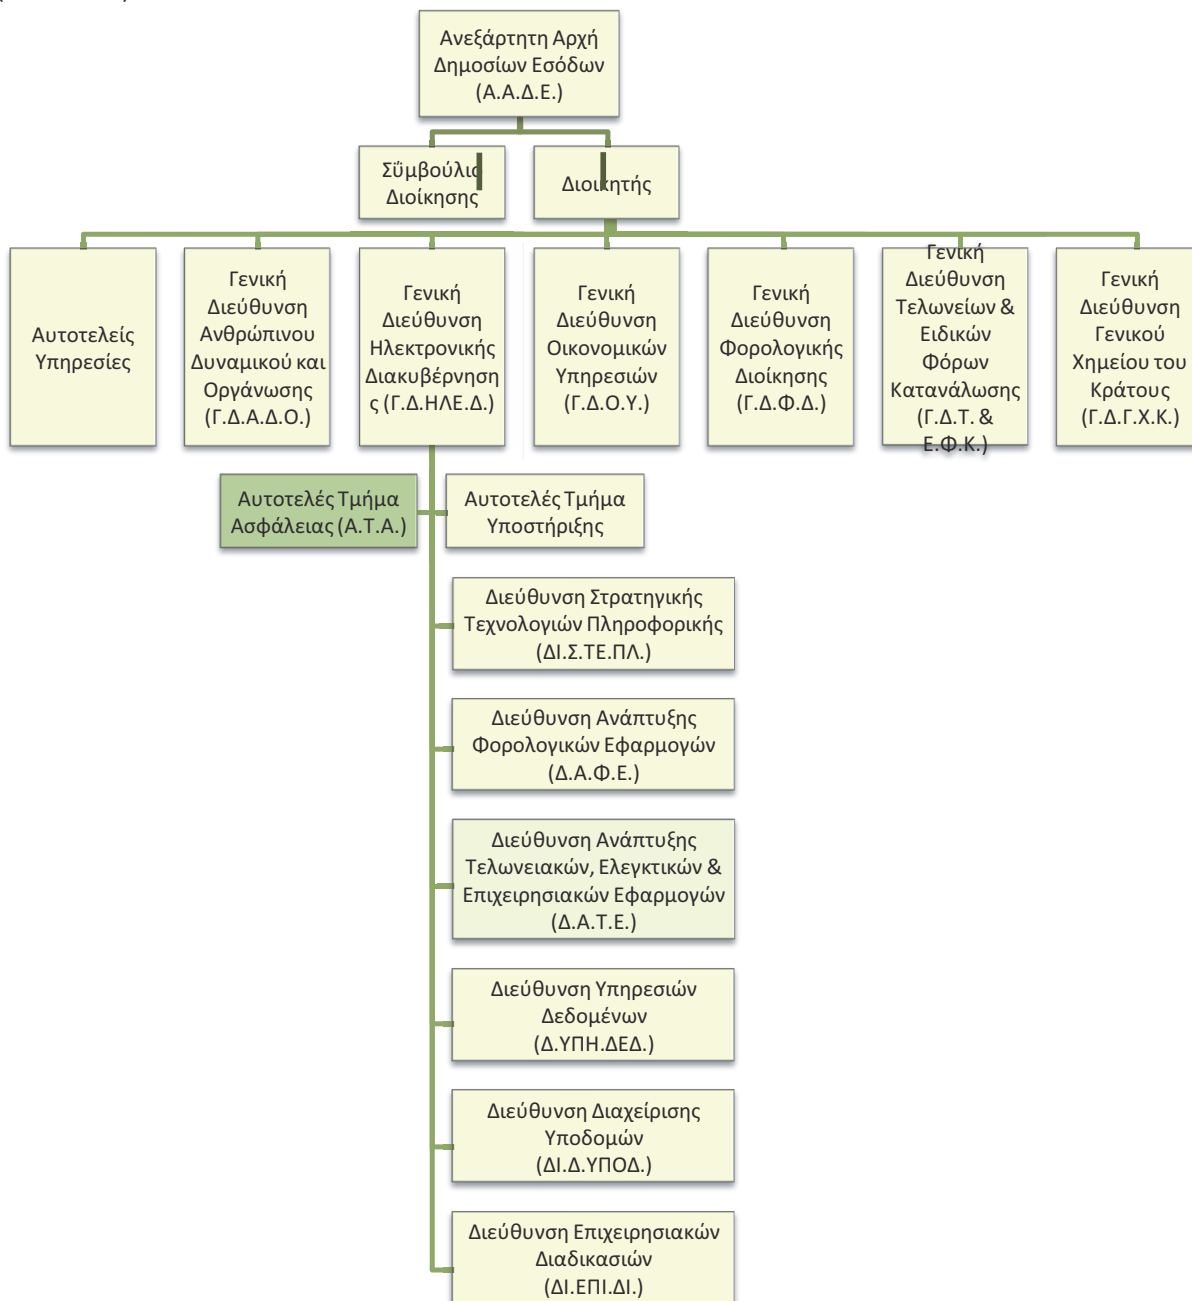 Ανεξάρτητη Αρχή
Δημοσίων Εσόδων
(Α.Α.Δ.Ε.)
Σΰμβούλιο
Διοίκησης
Διοικητής
Αυτοτελείς
Υπηρεσίες
Γενική
Διεύθυνση
Ανθρώπινου
Δυναμικού και
Οργάνωσης
(Γ.Δ.Α.Δ.Ο.)
Γενική
Διεύθυνση
Ηλεκτρονικής
Διακυβέρνηση
ς (Γ.Δ.ΗΛΕ.Δ.)
Γενική
Διεύθυνση
Οικονομικών
Υπηρεσιών
(Γ.Δ.Ο.Υ.)
Γενική
Διεύθυνση
Φορολογικής
Διοίκησης
(Γ.Δ.Φ.Δ.)
Γενική
Διεύθυνση
Τελωνείων &
Ειδικών
Φόρων
Κατανάλωσης
(Γ.Δ.Τ. &
Ε.Φ.Κ.)
Γενική
Διεύθυνση
Γενικού
Χημείου του
Κράτους
(Γ.Δ.Γ.Χ.Κ.)
Αυτοτελές Τμήμα
Ασφάλειας (Α.Τ.Α.)
Αυτοτελές Τμήμα
Υποστήριξης
Διεύθυνση Στρατηγικής
Τεχνολογιών Πληροφορικής
(ΔΙ.Σ.ΤΕ.ΠΛ.)
Διεύθυνση Ανάπτυξης
Φορολογικών Εφαρμογών
(Δ.Α.Φ.Ε.)
Διεύθυνση Ανάπτυξης
Τελωνειακών, Ελεγκτικών &
Επιχειρησιακών Εφαρμογών
(Δ.Α.Τ.Ε.)
Διεύθυνση Υπηρεσιών
Δεδομένων
(Δ.ΥΠΗ.ΔΕΔ.)
Διεύθυνση Διαχείρισης
Υποδομών
(ΔΙ.Δ.ΥΠΟΔ.)
Διεύθυνση Επιχειρησιακών
Διαδικασιών
(ΔΙ.ΕΠΙ.ΔΙ.)